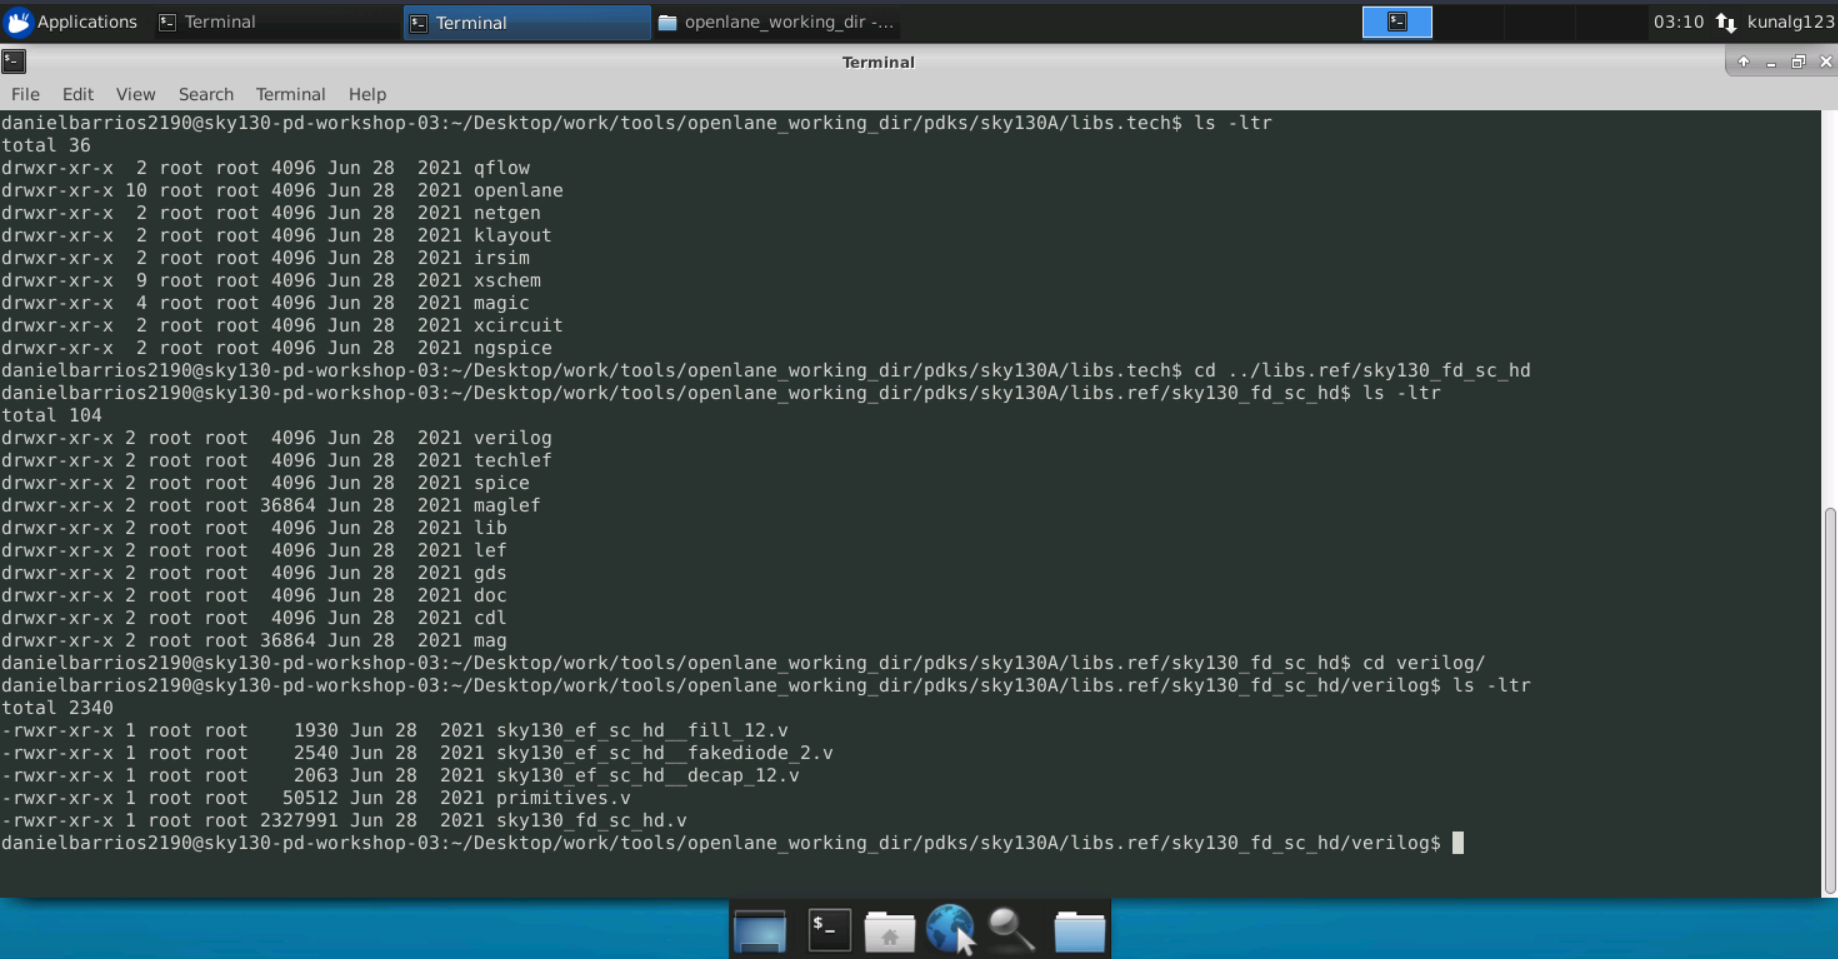 Applications Terminal Terminal openlane_working_dir -... 03:10 kunalg123
Terminal
File Edit View Search Terminal Help
danielbarrios2190@sky130-pd-workshop-03:~/Desktop/work/tools/openlane_working_dir/pdks/sky130A/libs.tech$ ls -ltr
total 36
drwxr-xr-x  2 root root 4096 Jun 28  2021 qflow
drwxr-xr-x 10 root root 4096 Jun 28  2021 openlane
drwxr-xr-x  2 root root 4096 Jun 28  2021 netgen
drwxr-xr-x  2 root root 4096 Jun 28  2021 klayout
drwxr-xr-x  2 root root 4096 Jun 28  2021 irsim
drwxr-xr-x  9 root root 4096 Jun 28  2021 xschem
drwxr-xr-x  4 root root 4096 Jun 28  2021 magic
drwxr-xr-x  2 root root 4096 Jun 28  2021 xcircuit
drwxr-xr-x  2 root root 4096 Jun 28  2021 ngspice
danielbarrios2190@sky130-pd-workshop-03:~/Desktop/work/tools/openlane_working_dir/pdks/sky130A/libs.tech$ cd ../libs.ref/sky130_fd_sc_hd
danielbarrios2190@sky130-pd-workshop-03:~/Desktop/work/tools/openlane_working_dir/pdks/sky130A/libs.ref/sky130_fd_sc_hd$ ls -ltr
total 104
drwxr-xr-x 2 root root  4096 Jun 28  2021 verilog
drwxr-xr-x 2 root root  4096 Jun 28  2021 techlef
drwxr-xr-x 2 root root  4096 Jun 28  2021 spice
drwxr-xr-x 2 root root 36864 Jun 28  2021 maglef
drwxr-xr-x 2 root root  4096 Jun 28  2021 lib
drwxr-xr-x 2 root root  4096 Jun 28  2021 lef
drwxr-xr-x 2 root root  4096 Jun 28  2021 gds
drwxr-xr-x 2 root root  4096 Jun 28  2021 doc
drwxr-xr-x 2 root root  4096 Jun 28  2021 cdl
drwxr-xr-x 2 root root 36864 Jun 28  2021 mag
danielbarrios2190@sky130-pd-workshop-03:~/Desktop/work/tools/openlane_working_dir/pdks/sky130A/libs.ref/sky130_fd_sc_hd$ cd verilog/
danielbarrios2190@sky130-pd-workshop-03:~/Desktop/work/tools/openlane_working_dir/pdks/sky130A/libs.ref/sky130_fd_sc_hd/verilog$ ls -ltr
total 2340
-rwxr-xr-x 1 root root    1930 Jun 28  2021 sky130_ef_sc_hd__fill_12.v
-rwxr-xr-x 1 root root    2540 Jun 28  2021 sky130_ef_sc_hd__fakediode_2.v
-rwxr-xr-x 1 root root    2063 Jun 28  2021 sky130_ef_sc_hd__decap_12.v
-rwxr-xr-x 1 root root   50512 Jun 28  2021 primitives.v
-rwxr-xr-x 1 root root 2327991 Jun 28  2021 sky130_fd_sc_hd.v
danielbarrios2190@sky130-pd-workshop-03:~/Desktop/work/tools/openlane_working_dir/pdks/sky130A/libs.ref/sky130_fd_sc_hd/verilog$